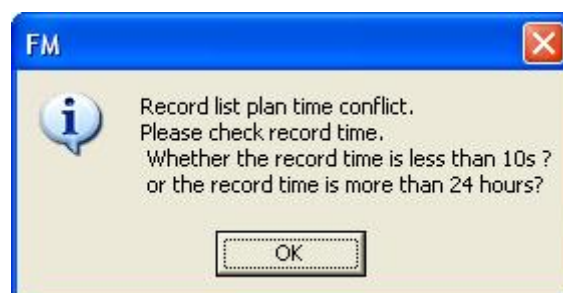 FM
Record list plan time conflict.
Please check record time.
Whether the record time is less than 10s ?
or the record time is more than 24 hours?
OK